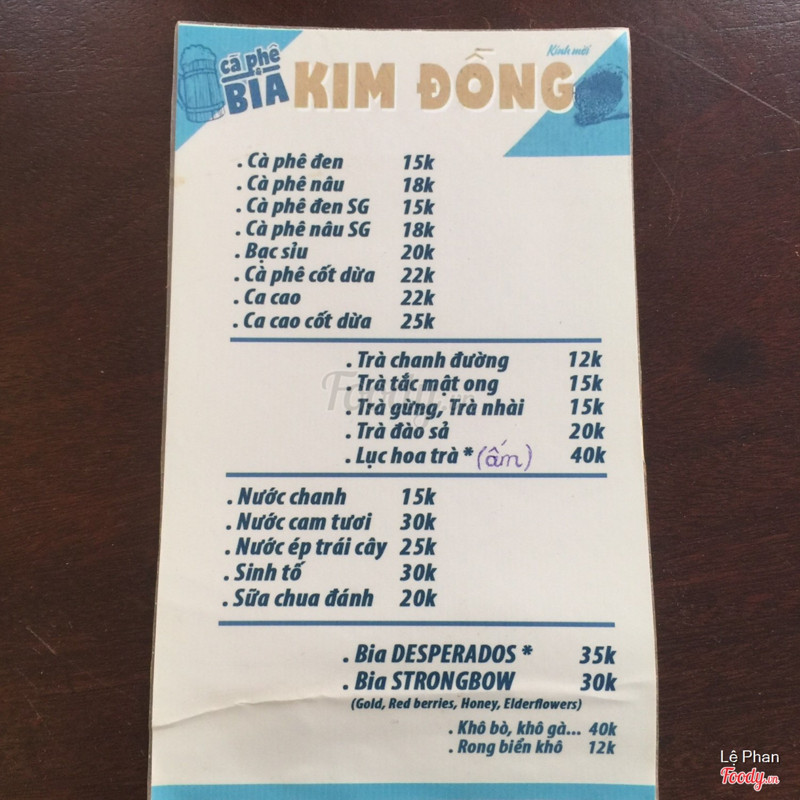 cà phê
& BIA KIM ĐỒNG
Kính mời
. Cà phê đen 15k
. Cà phê nâu 18k
. Cà phê đen SG 15k
. Cà phê nâu SG 18k
. Bạc sỉu 20k
. Cà phê cốt dừa 22k
. Ca cao 22k
. Ca cao cốt dừa 25k
. Trà chanh đường 12k
. Trà tắc mật ong 15k
. Trà gừng, Trà nhài 15k
. Trà đào sả 20k
. Lục hoa trà * (ấm) 40k
Foody.vn
. Nước chanh 15k
. Nước cam tươi 30k
. Nước ép trái cây 25k
. Sinh tố 30k
. Sữa chua đánh 20k
. Bia DESPERADOS * 35k
. Bia STRONGBOW 30k
(Gold, Red berries, Honey, Elderflowers)
. Khô bò, khô gà... 40k
. Rong biển khô 12k
Lệ Phan
Foody.vn